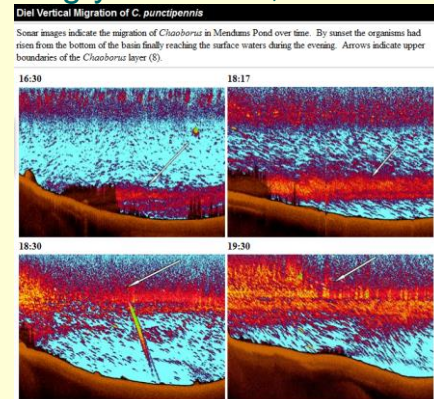 Diel Vertical Migration of C. punctipennis
Sonar images indicate the migration of Chaoborus in Mendums Pond over time. By sunset the organisms had
risen from the bottom of the basin finally reaching the surface waters during the evening. Arrows indicate upper
boundaries of the Chaoborus layer (8).
16:30
18:17
18:30
19:30